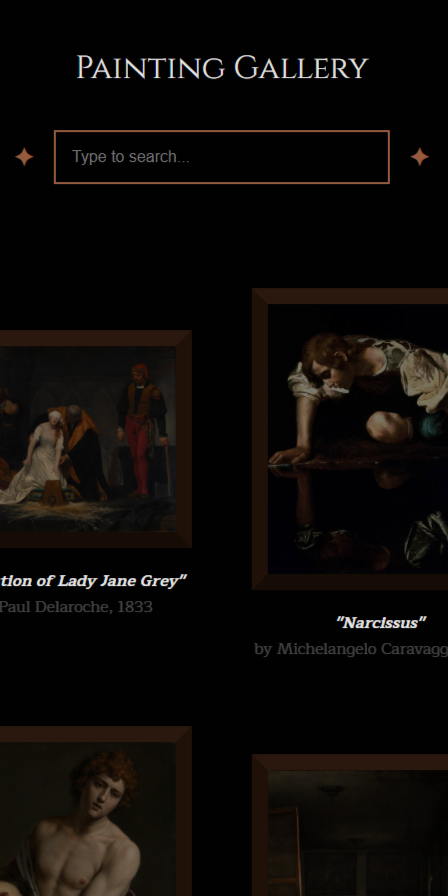 Painting Gallery
Type to search...
tion of Lady Jane Grey"
Paul Delaroche, 1833
"Narcissus"
by Michelangelo Caravagg